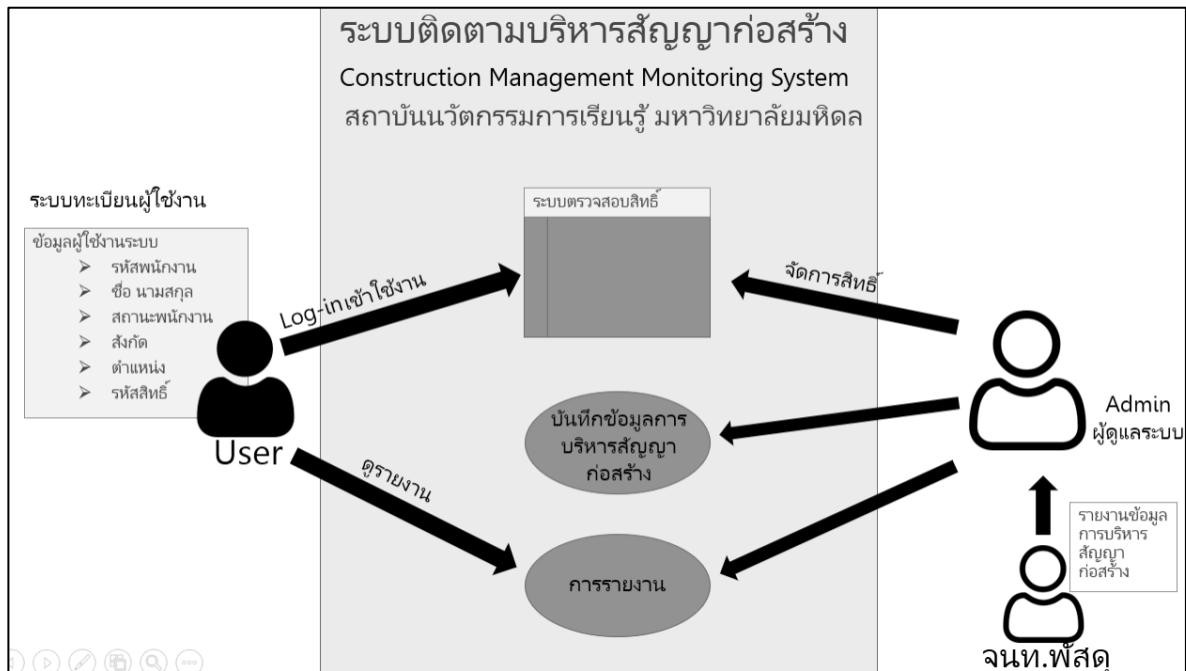 ระบบติดตามบริหารสัญญาก่อสร้าง
Construction Management Monitoring System
สถาบันนวัตกรรมการเรียนรู้ มหาวิทยาลัยมหิดล
ระบบทะเบียนผู้ใช้งาน
ข้อมูลผู้ใช้งานระบบ
➢ รหัสพนักงาน
➢ ชื่อ นามสกุล
➢ สถานะพนักงาน
➢ สังกัด
➢ ตำแหน่ง
➢ รหัสสิทธิ์
User
Log-in เข้าใช้งาน
ดูรายงาน
ระบบตรวจสอบสิทธิ์
บันทึกข้อมูลการ
บริหารสัญญา
ก่อสร้าง
การรายงาน
จัดการสิทธิ์
Admin
ผู้ดูแลระบบ
รายงานข้อมูล
การบริหาร
สัญญา
ก่อสร้าง
จนท.พัสดุ